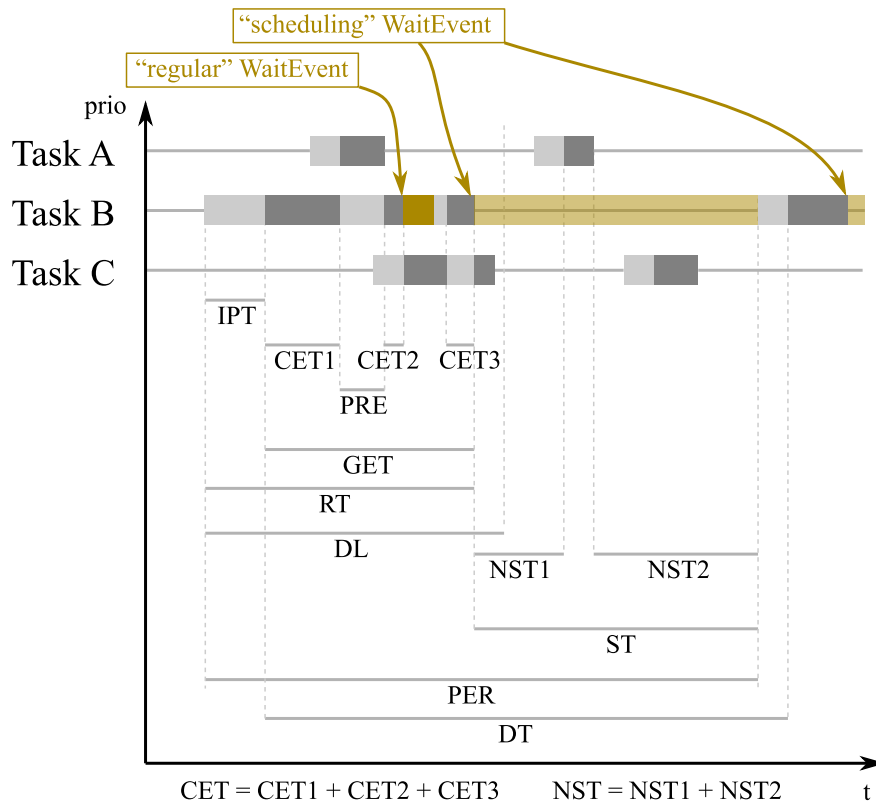 “scheduling” WaitEvent
“regular” WaitEvent
prio
Task A
Task B
Task C
IPT
CET1 CET2 CET3
PRE
GET
RT
DL
NST1 NST2
ST
PER
DT
CET = CET1 + CET2 + CET3 NST = NST1 + NST2 t